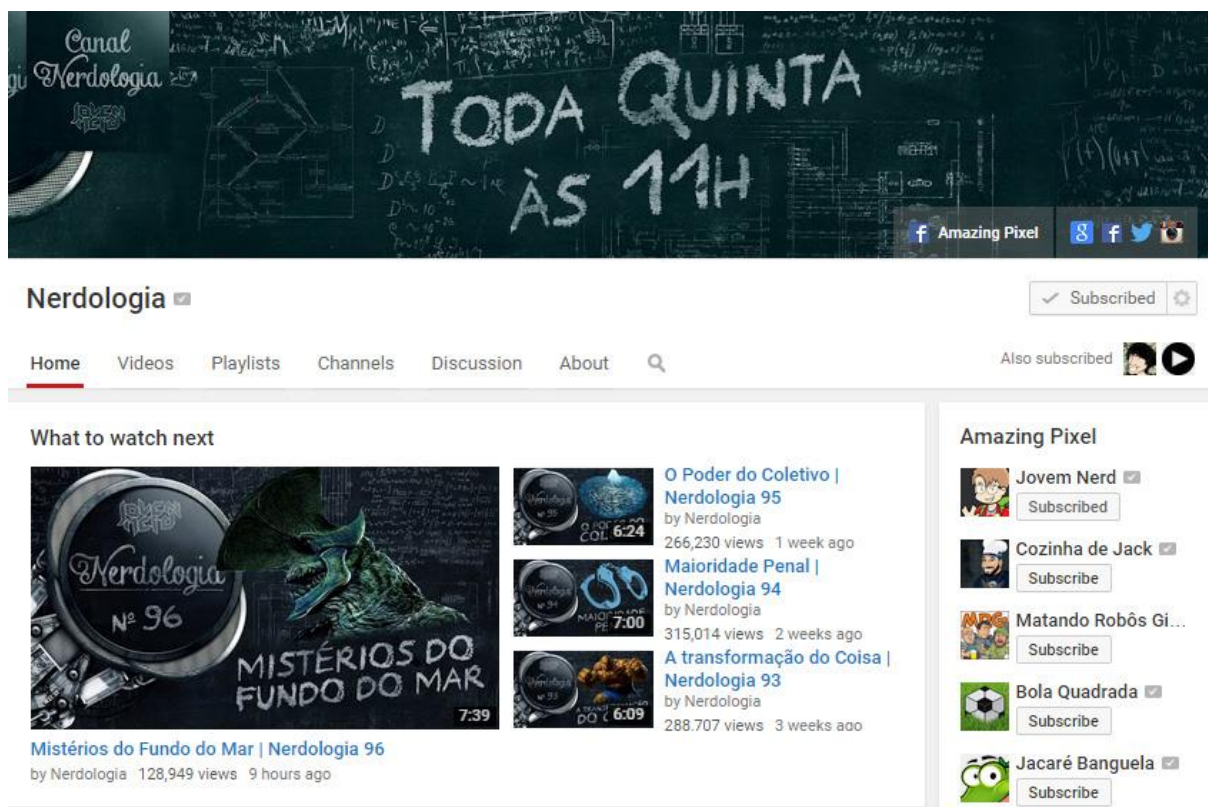 Canal
Nerdologia
TODA QUINTA
ÀS 11H
Amazing Pixel
Nerdologia
Subscribed
Home Videos Playlists Channels Discussion About
Also subscribed
What to watch next
Nerdologia
Nº 96
MISTÉRIOS DO
FUNDO DO MAR
7:39
Mistérios do Fundo do Mar | Nerdologia 96
by Nerdologia 128,949 views 9 hours ago
6:24
O Poder do Coletivo |
Nerdologia 95
by Nerdologia
266,230 views 1 week ago
7:00
Maioridade Penal |
Nerdologia 94
by Nerdologia
315,014 views 2 weeks ago
6:09
A transformação do Coisa |
Nerdologia 93
by Nerdologia
288,707 views 3 weeks ago
Amazing Pixel
Jovem Nerd
Subscribed
Cozinha de Jack
Subscribe
Matando Robôs Gi...
Subscribe
Bola Quadrada
Subscribe
Jacaré Banguela
Subscribe